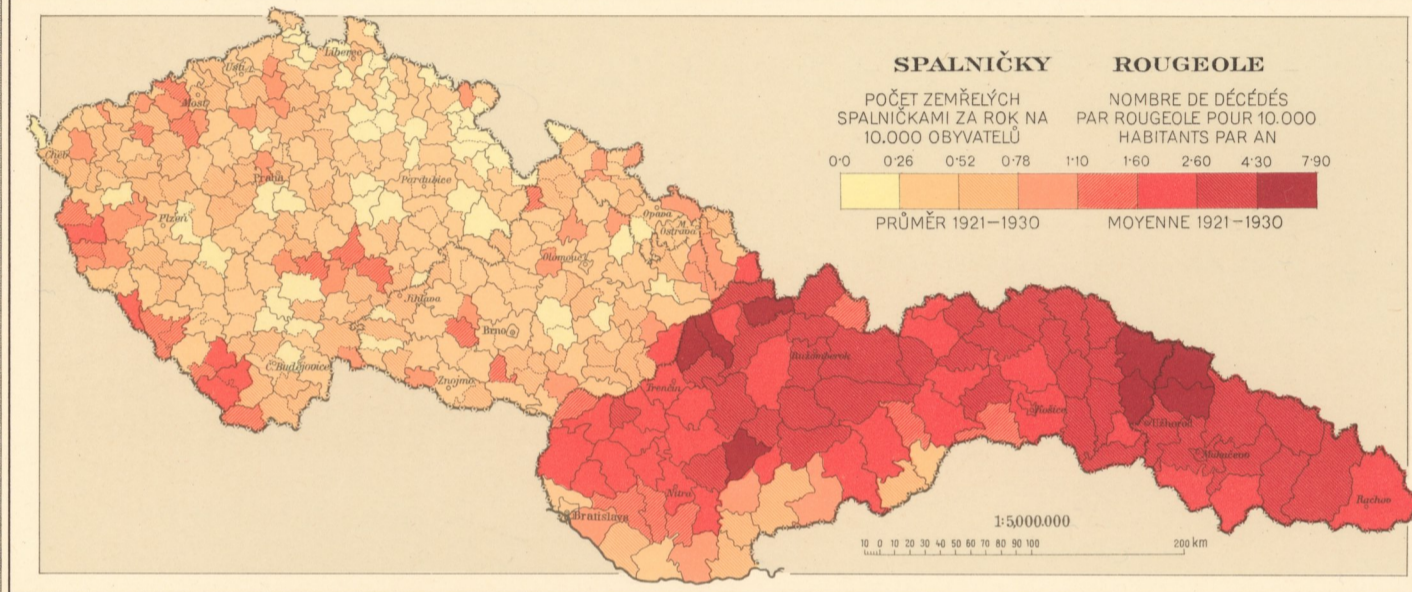 SPALNIČKY
POČET ZEMŘELÝCH
SPALNIČKAMI ZA ROK NA
10.000 OBYVATELŮ
ROUGEOLE
NOMBRE DE DÉCÉDÉS
PAR ROUGEOLE POUR 10.000
HABITANTS PAR AN
0·0 0·26 0·52 0·78 1·10 1·60 2·60 4·30 7·90
PRŮMĚR 1921—1930 MOYENNE 1921—1930
Liberec
Ústí
Most
Cheb
Praha
Pardubice
Plzeň
Opava
M. Ostrava
Olomouc
Jihlava
Brno
Č. Budějovice
Znojmo
Ružomberok
Trenčín
Košice
Užhorod
Mukačevo
Nitra
Rachov
Bratislava
1:5,000.000
10 0 10 20 30 40 50 60 70 80 90 100 200 km